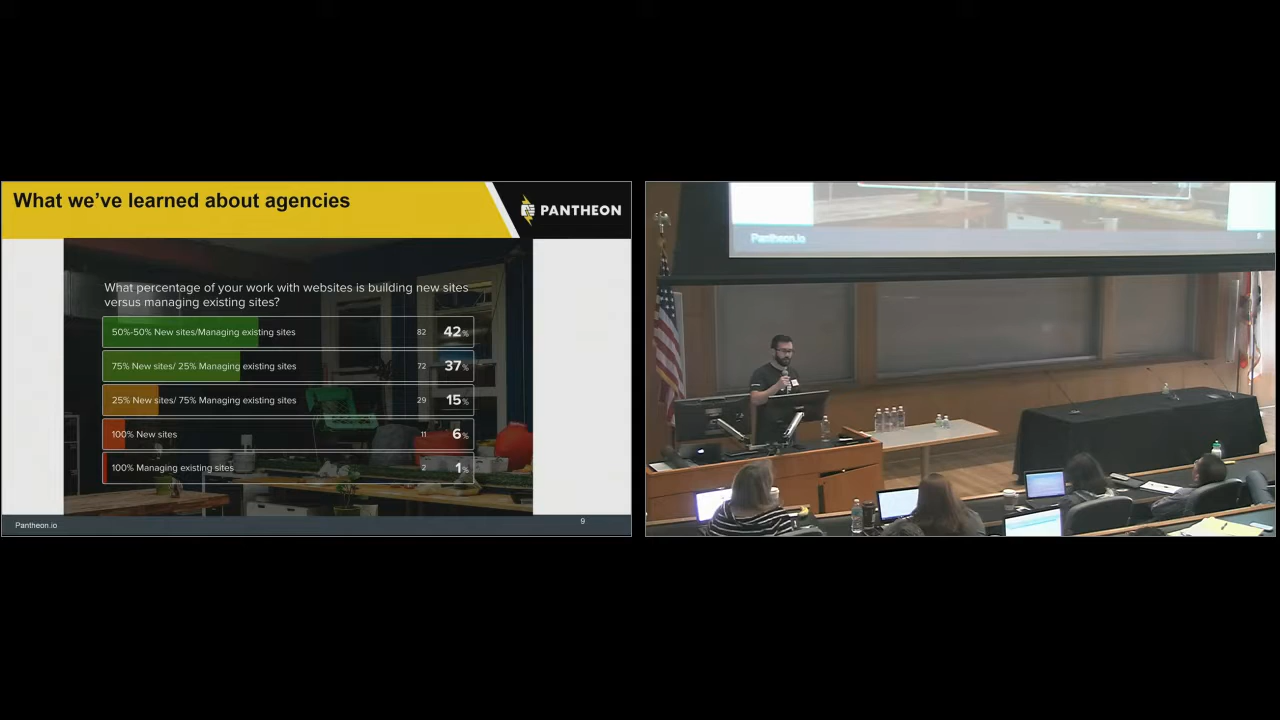 What we've learned about agencies
PANTHEON
What percentage of your work with websites is building new sites
versus managing existing sites?
50%-50% New sites/Managing existing sites 82 42%
75% New sites/ 25% Managing existing sites 72 37%
25% New sites/ 75% Managing existing sites 29 15%
100% New sites 11 6%
100% Managing existing sites 2 1%
Pantheon.io
9
Pantheon.io